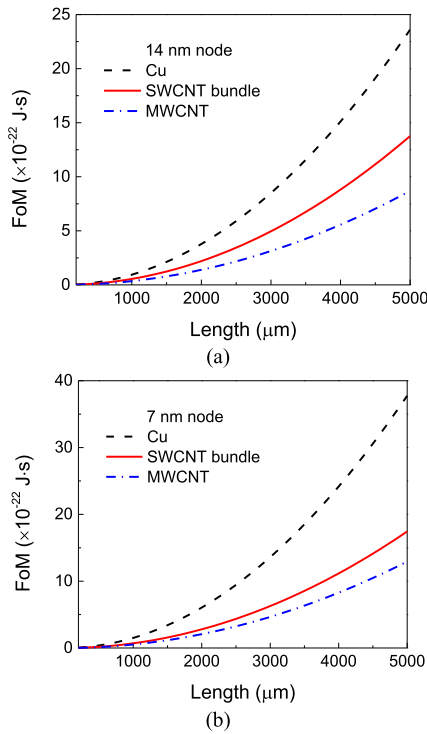 25
20
15
10
5
0
FoM (×10⁻²² J·s)
14 nm node
Cu
SWCNT bundle
MWCNT
1000 2000 3000 4000 5000
Length (μm)
(a)
40
30
20
10
0
FoM (×10⁻²² J·s)
7 nm node
Cu
SWCNT bundle
MWCNT
1000 2000 3000 4000 5000
Length (μm)
(b)